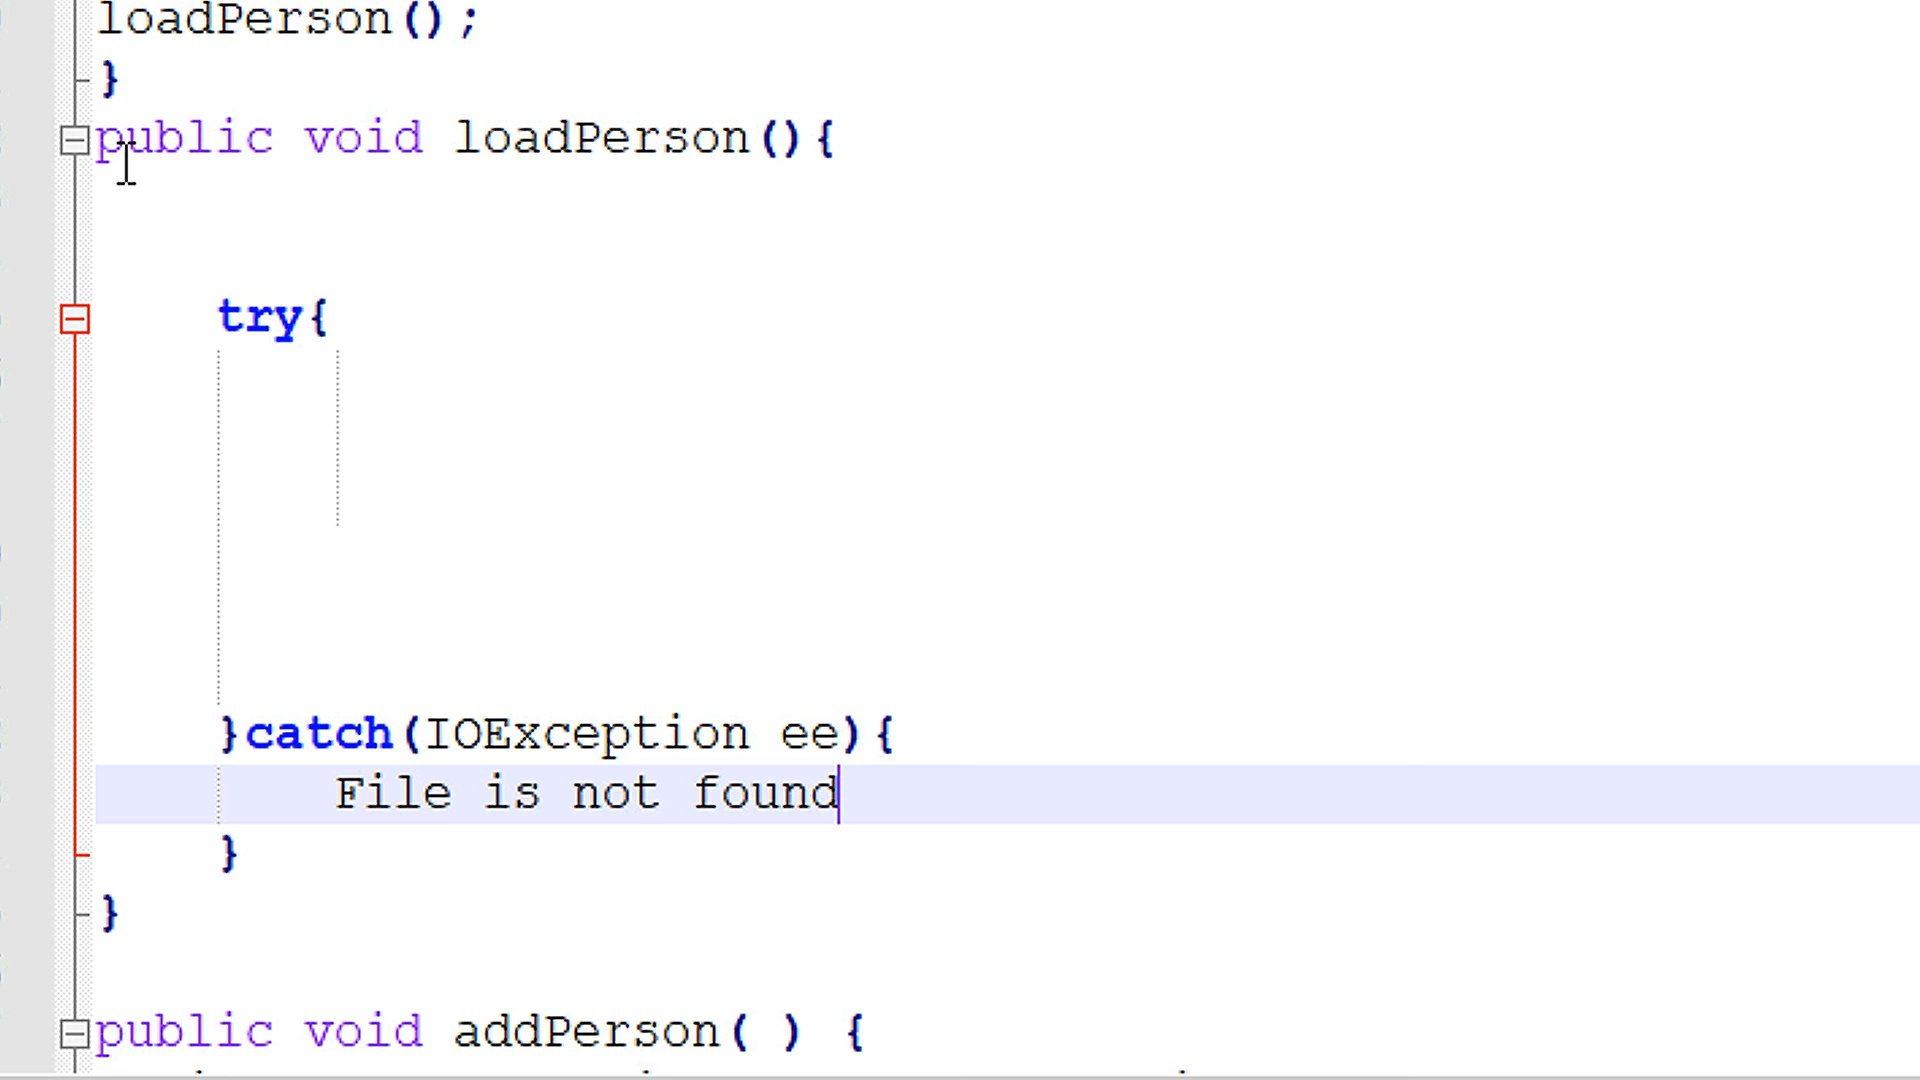 loadPerson();
}
public void loadPerson(){
try{
}catch(IOException ee){
File is not found
}
}
public void addPerson( ) {